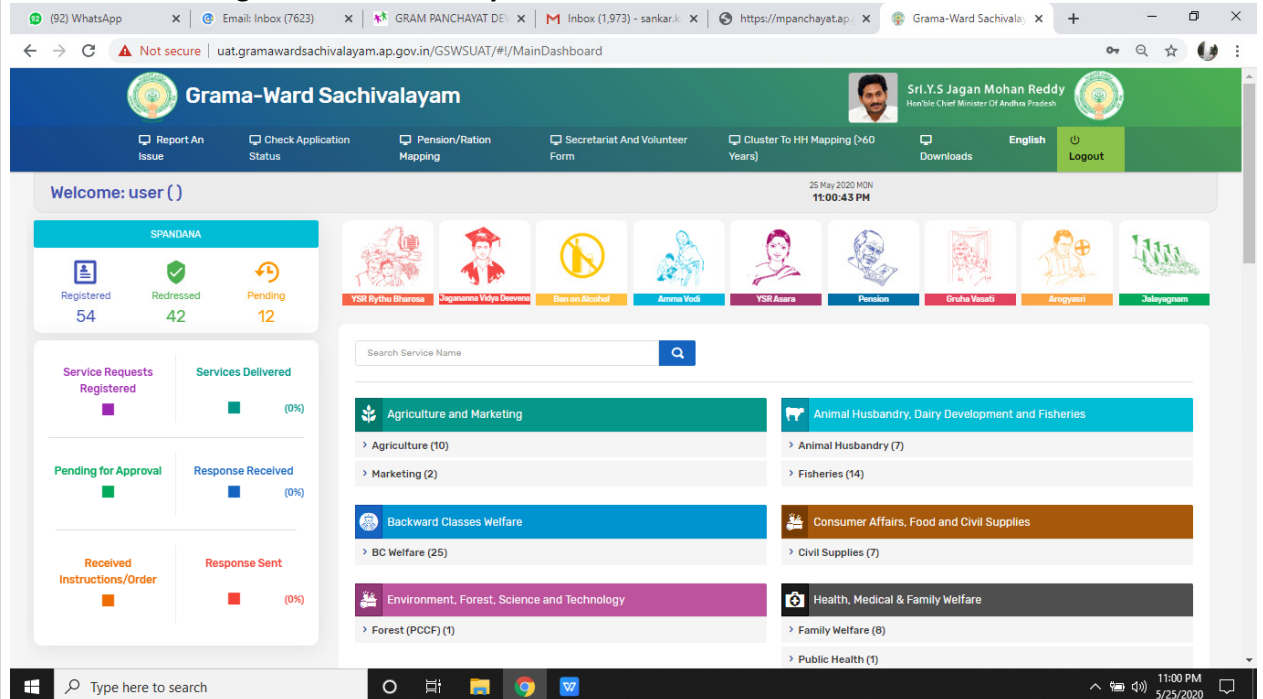 (92) WhatsApp
Email: Inbox (7623)
GRAM PANCHAYAT DEV
Inbox (1,973) - sankar.k
https://mpanchayat.ap.
Grama-Ward Sachivalay
Not secure | uat.gramawardsachivalayam.ap.gov.in/GSWSUAT/#!/MainDashboard
Grama-Ward Sachivalayam
Sri.Y.S Jagan Mohan Reddy
Hon'ble Chief Minister Of Andhra Pradesh
Report An Issue
Check Application Status
Pension/Ration Mapping
Secretariat And Volunteer Form
Cluster To HH Mapping (>60 Years)
Downloads
English
Logout
Welcome: user ( )
25 May 2020 MON
11:00:43 PM
SPANDANA
Registered
Redressed
Pending
54
42
12
YSR Rythu Bharosa
Jagananna Vidya Deevena
Ban on Alcohol
Amma Vodi
YSR Asara
Pension
Gruha Vasati
Arogyasri
Jalayagnam
Search Service Name
Service Requests Registered
Services Delivered
(0%)
Pending for Approval
Response Received
(0%)
Received Instructions/Order
Response Sent
(0%)
Agriculture and Marketing
Agriculture (10)
Marketing (2)
Animal Husbandry, Dairy Development and Fisheries
Animal Husbandry (7)
Fisheries (14)
Backward Classes Welfare
BC Welfare (25)
Consumer Affairs, Food and Civil Supplies
Civil Supplies (7)
Environment, Forest, Science and Technology
Forest (PCCF) (1)
Health, Medical & Family Welfare
Family Welfare (8)
Public Health (1)
Type here to search
11:00 PM
5/25/2020